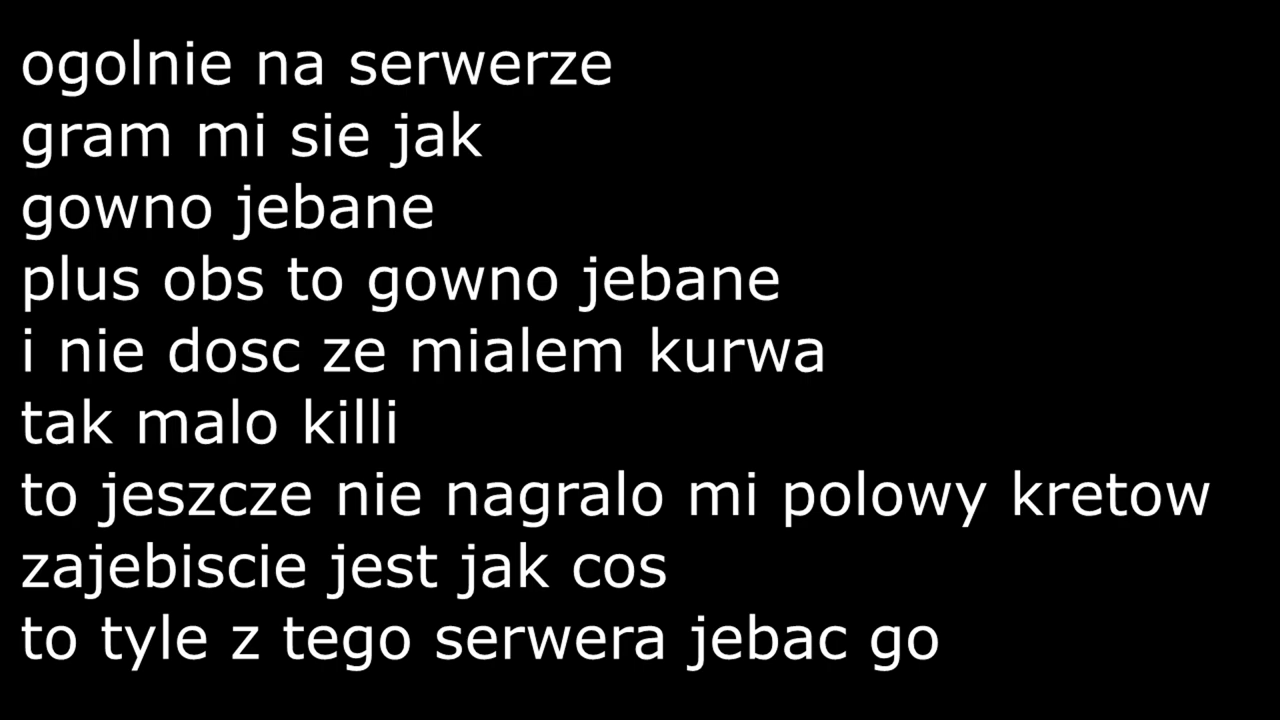 ogolnie na serwerze
gram mi sie jak
gowno jebane
plus obs to gowno jebane
i nie dosc ze mialem kurwa
tak malo killi
to jeszcze nie nagralo mi polowy kretow
zajebiscie jest jak cos
to tyle z tego serwera jebac go